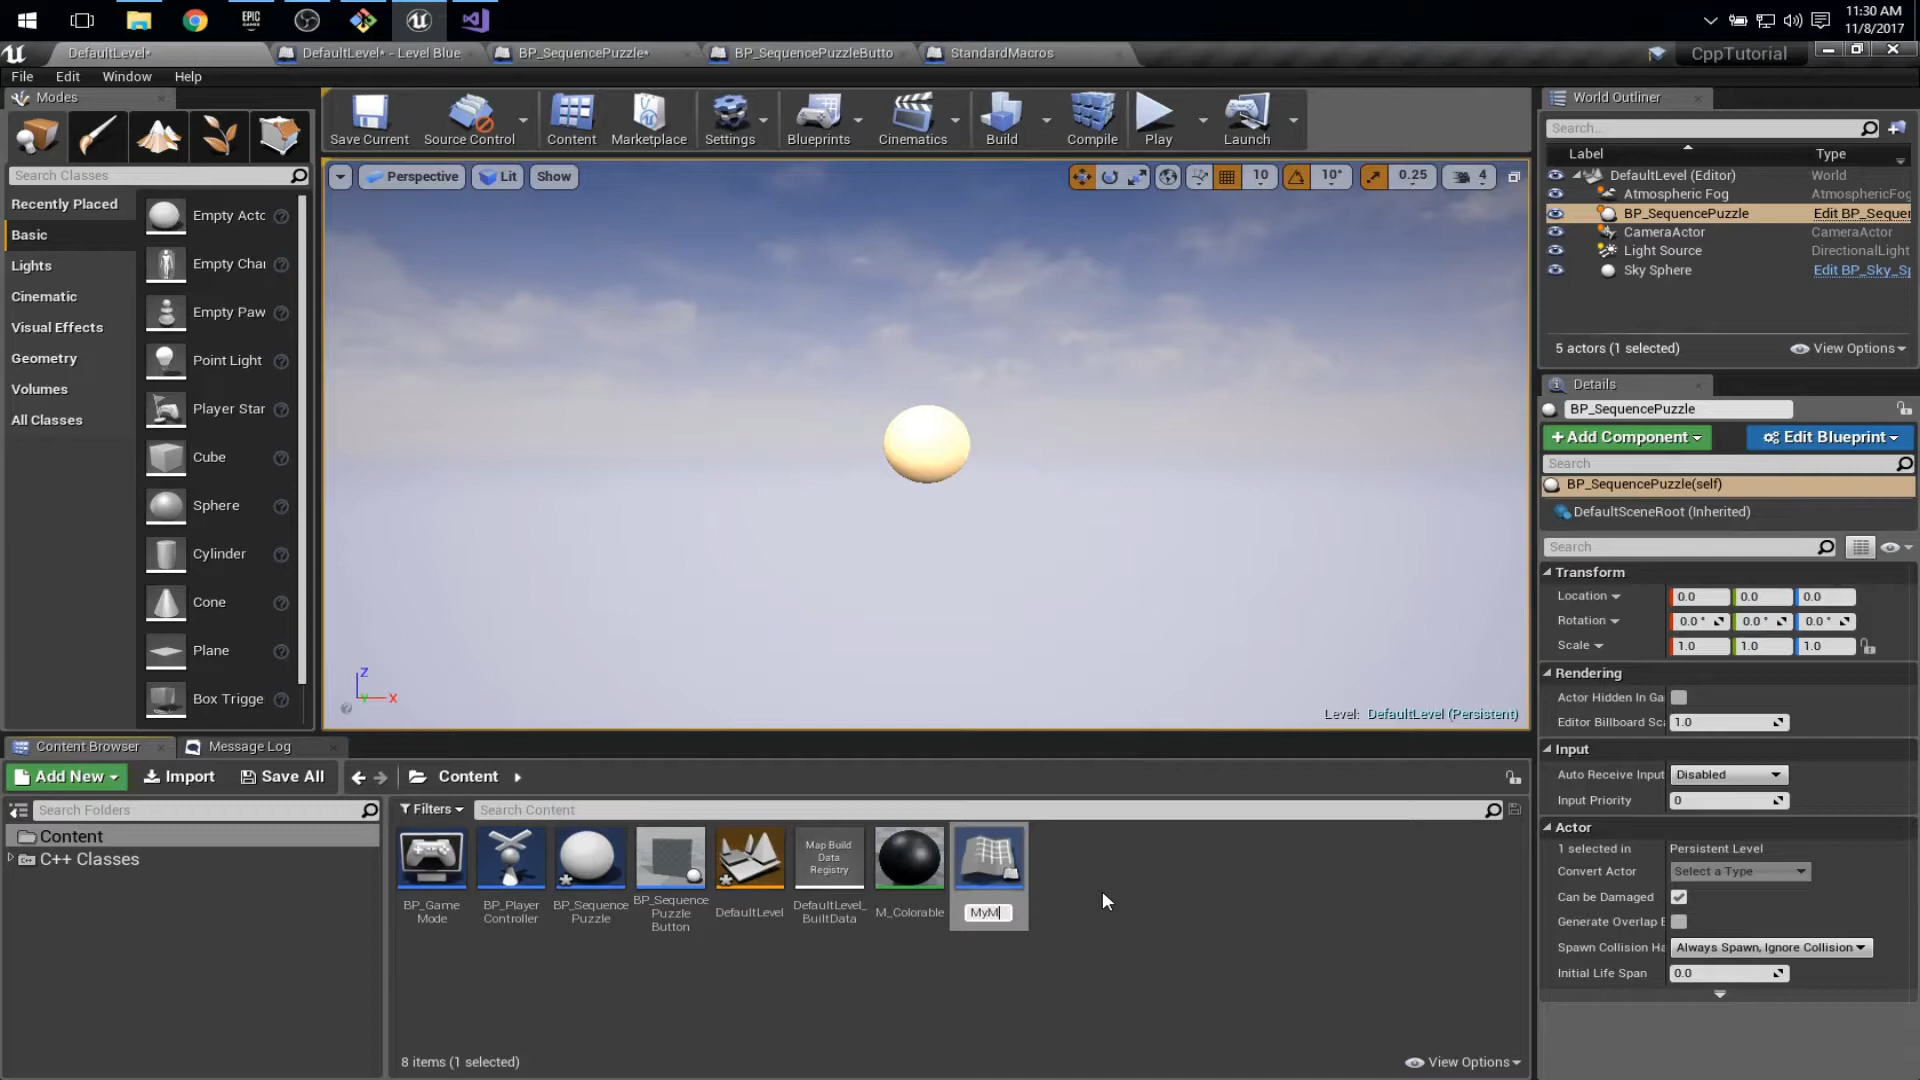 11:30 AM
11/8/2017
EPIC
GAMES
DefaultLevel*
DefaultLevel* - Level Blue
BP_SequencePuzzle*
BP_SequencePuzzleButto
StandardMacros
CppTutorial
File Edit Window Help
Modes
Save Current
Source Control
Content
Marketplace
Settings
Blueprints
Cinematics
Build
Compile
Play
Launch
Search Classes
Recently Placed
Basic
Lights
Cinematic
Visual Effects
Geometry
Volumes
All Classes
Empty Actc
Empty Cha
Empty Paw
Point Light
Player Star
Cube
Sphere
Cylinder
Cone
Plane
Box Trigge
Perspective
Lit
Show
10
10°
0.25
4
Z
X
Y
Level: DefaultLevel (Persistent)
World Outliner
Search...
Label Type
DefaultLevel (Editor) World
Atmospheric Fog AtmosphericFog
BP_SequencePuzzle Edit BP_Sequer
CameraActor CameraActor
Light Source DirectionalLight
Sky Sphere Edit BP_Sky_Sp
5 actors (1 selected) View Options
Details
BP_SequencePuzzle
+ Add Component Edit Blueprint
Search
BP_SequencePuzzle(self)
DefaultSceneRoot (Inherited)
Search
Transform
Location 0.0 0.0 0.0
Rotation 0.0 ° 0.0 ° 0.0 °
Scale 1.0 1.0 1.0
Rendering
Actor Hidden In Ga
Editor Billboard Sca 1.0
Input
Auto Receive Input Disabled
Input Priority 0
Actor
1 selected in Persistent Level
Convert Actor Select a Type
Can be Damaged
Generate Overlap E
Spawn Collision Ha Always Spawn, Ignore Collision
Initial Life Span 0.0
Content Browser
Message Log
Add New Import Save All Content
Search Folders
Filters
Search Content
Content
C++ Classes
BP_Game
Mode
BP_Player
Controller
BP_Sequence
Puzzle
BP_Sequence
Puzzle
Button
DefaultLevel
Map Build
Data
Registry
DefaultLevel_
BuiltData
M_Colorable
MyM
8 items (1 selected)
View Options